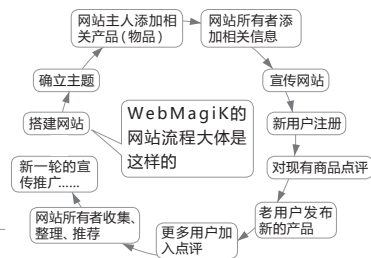 网站主人添加相
关产品(物品)
网站所有者添
加相关信息
确立主题
宣传网站
搭建网站
WebMagiK的
网站流程大体是
这样的
新用户注册
对现有商品点评
新一轮的宣
传推广……
老用户发布
新的产品
网站所有者收集、
整理、推荐
更多用户加
入点评